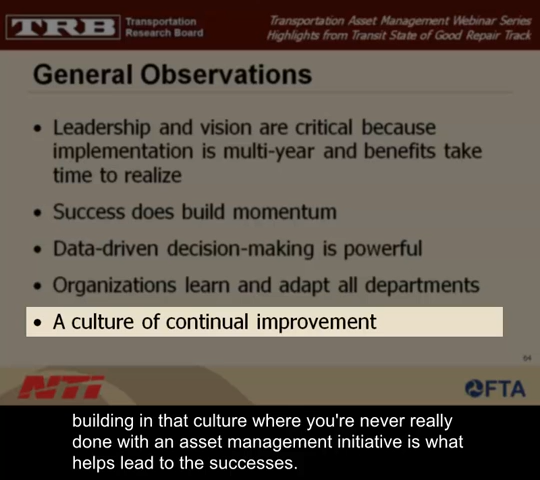 TRB Transportation Research Board
Transportation Asset Management Webinar Series
Highlights from Transit State of Good Repair Track
General Observations
• Leadership and vision are critical because
implementation is multi-year and benefits take
time to realize
• Success does build momentum
• Data-driven decision-making is powerful
• Organizations learn and adapt all departments
• A culture of continual improvement
64
NTI
FTA
building in that culture where you're never really
done with an asset management initiative is what
helps lead to the successes.